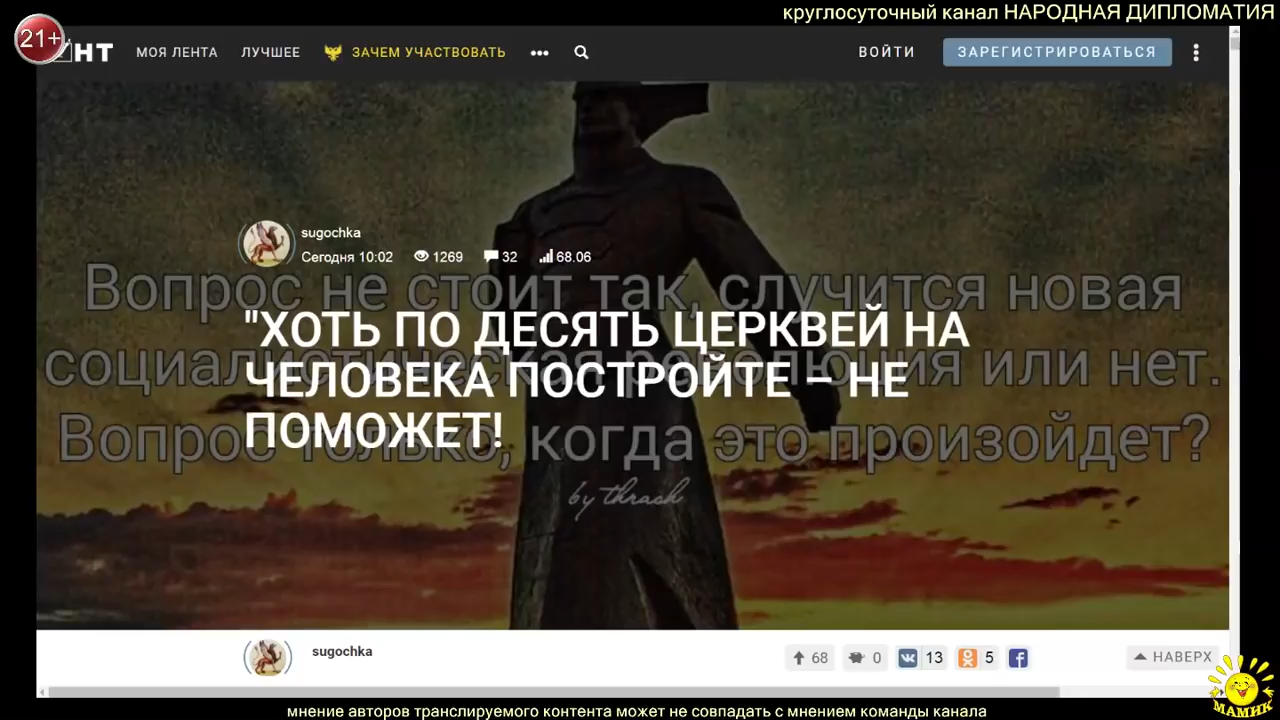 круглосуточный канал НАРОДНАЯ ДИПЛОМАТИЯ
21+
НТ МОЯ ЛЕНТА ЛУЧШЕЕ ЗАЧЕМ УЧАСТВОВАТЬ ••• ВОЙТИ ЗАРЕГИСТРИРОВАТЬСЯ
sugochka
Сегодня 10:02 1269 32 68.06
Вопрос не стоит так, случится новая
социалистическая революция или нет.
Вопрос только, когда это произойдет?
"ХОТЬ ПО ДЕСЯТЬ ЦЕРКВЕЙ НА
ЧЕЛОВЕКА ПОСТРОЙТЕ – НЕ
ПОМОЖЕТ!
by thrach
sugochka 68 0 13 5 НАВЕРХ
МАМИК
мнение авторов транслируемого контента может не совпадать с мнением команды канала